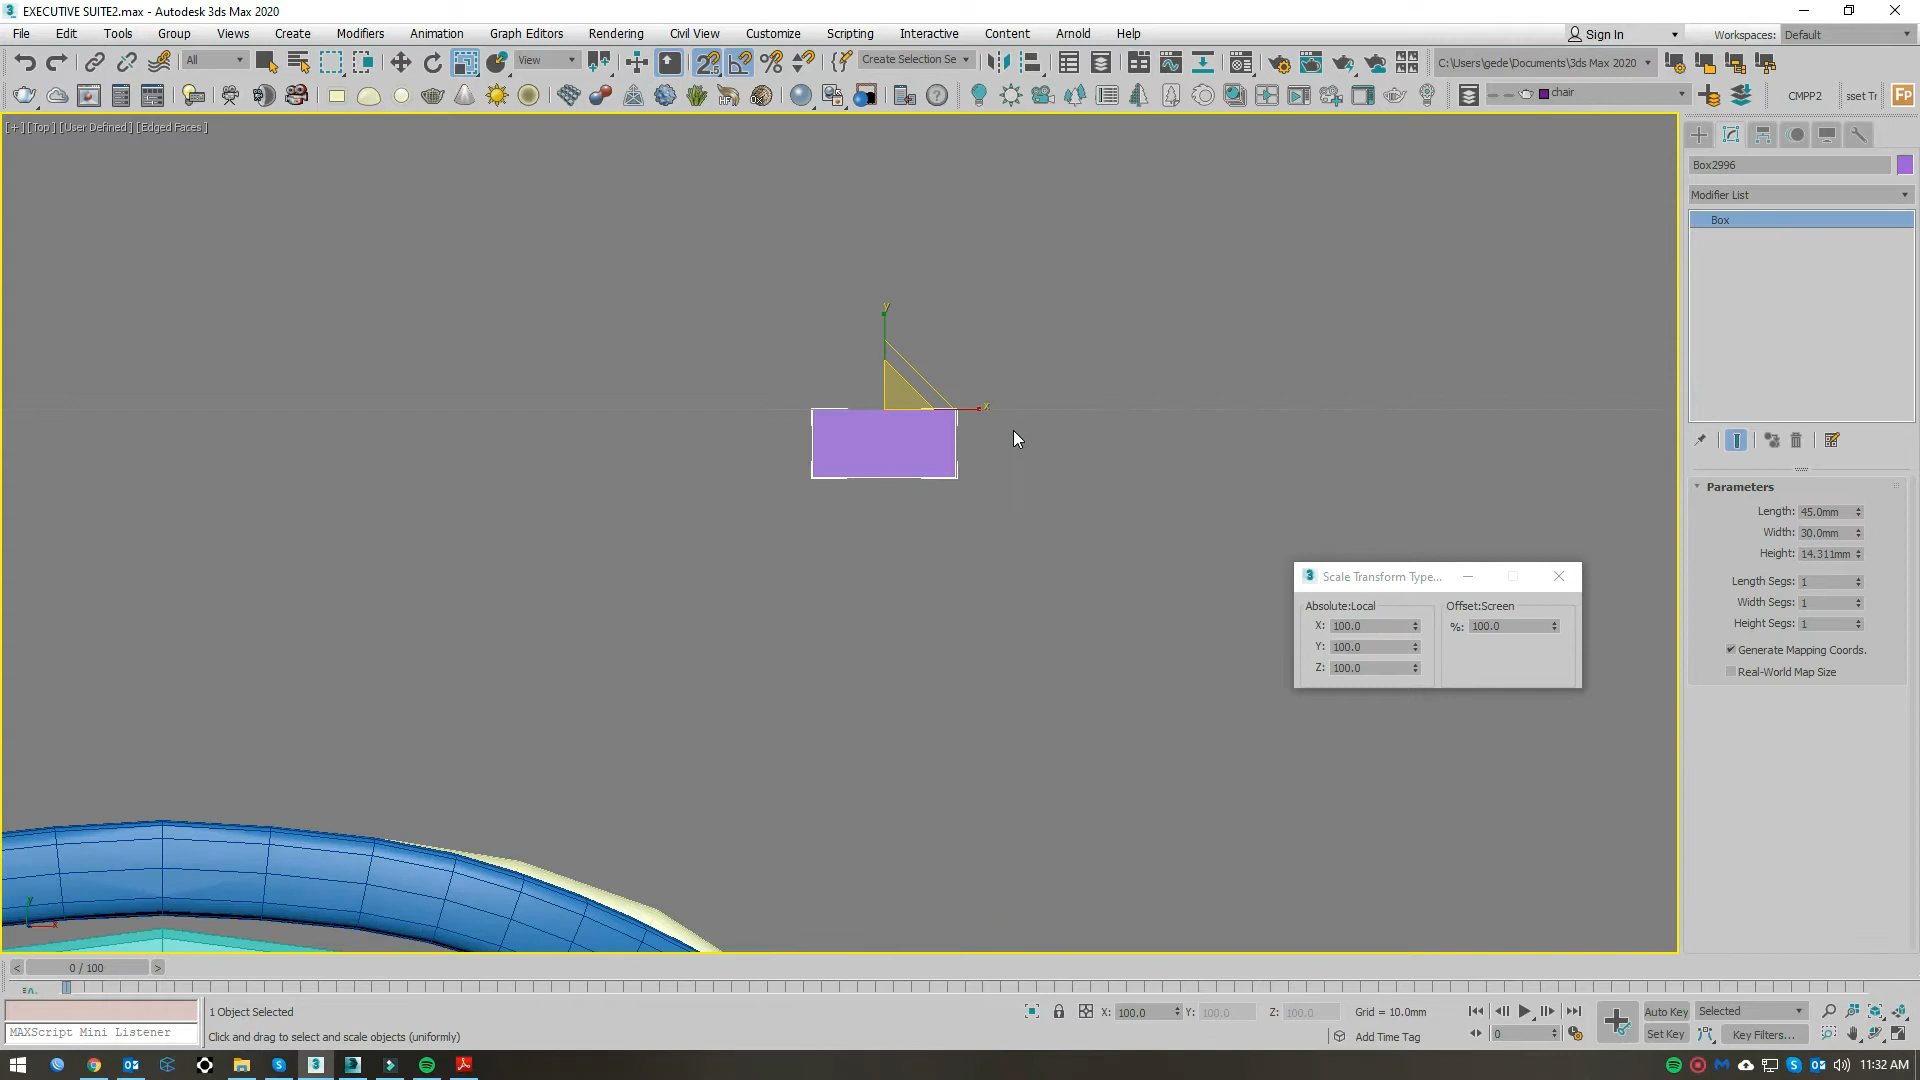 EXECUTIVE SUITE2.max - Autodesk 3ds Max 2020
File Edit Tools Group Views Create Modifiers Animation Graph Editors Rendering Civil View Customize Scripting Interactive Content Arnold Help Sign In Workspaces: Default
All View Create Selection Se C:\Users\gede\Documents\3ds Max 2020
chair CMPP2 sset Tr Fp
[+] [Top] [User Defined] [Edged Faces]
Box2996
Modifier List
Box
y
x
Parameters
Length: 45.0mm
Width: 30.0mm
Height: 14.311mm
Length Segs: 1
Width Segs: 1
Height Segs: 1
Generate Mapping Coords.
Real-World Map Size
Scale Transform Type...
Absolute:Local Offset:Screen
X: 100.0 %: 100.0
Y: 100.0
Z: 100.0
y
x
< 0 / 100 >
1 Object Selected X: 100.0 Y: 100.0 Z: 100.0 Grid = 10.0mm Auto Key Selected
MAXScript Mini Listener Click and drag to select and scale objects (uniformly) Add Time Tag 0 Set Key Key Filters...
11:32 AM